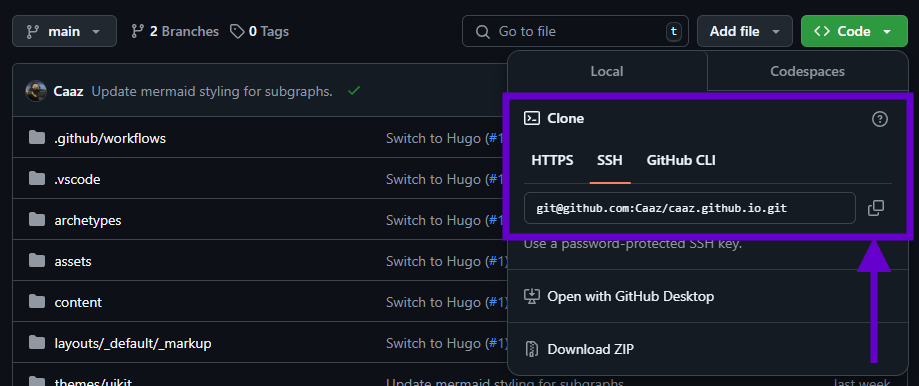 main 2 Branches 0 Tags Go to file t Add file Code
Local Codespaces
Caaz Update mermaid styling for subgraphs.
Clone
.github/workflows Switch to Hugo (#1)
HTTPS SSH GitHub CLI
.vscode Switch to Hugo (#1)
git@github.com:Caaz/caaz.github.io.git
archetypes Switch to Hugo (#1)
Use a password-protected SSH key.
assets Switch to Hugo (#1)
content Switch to Hugo (#1)
Open with GitHub Desktop
layouts/_default/_markup Switch to Hugo (#1)
Download ZIP
themes/uikit Update mermaid styling for subgraphs. last week